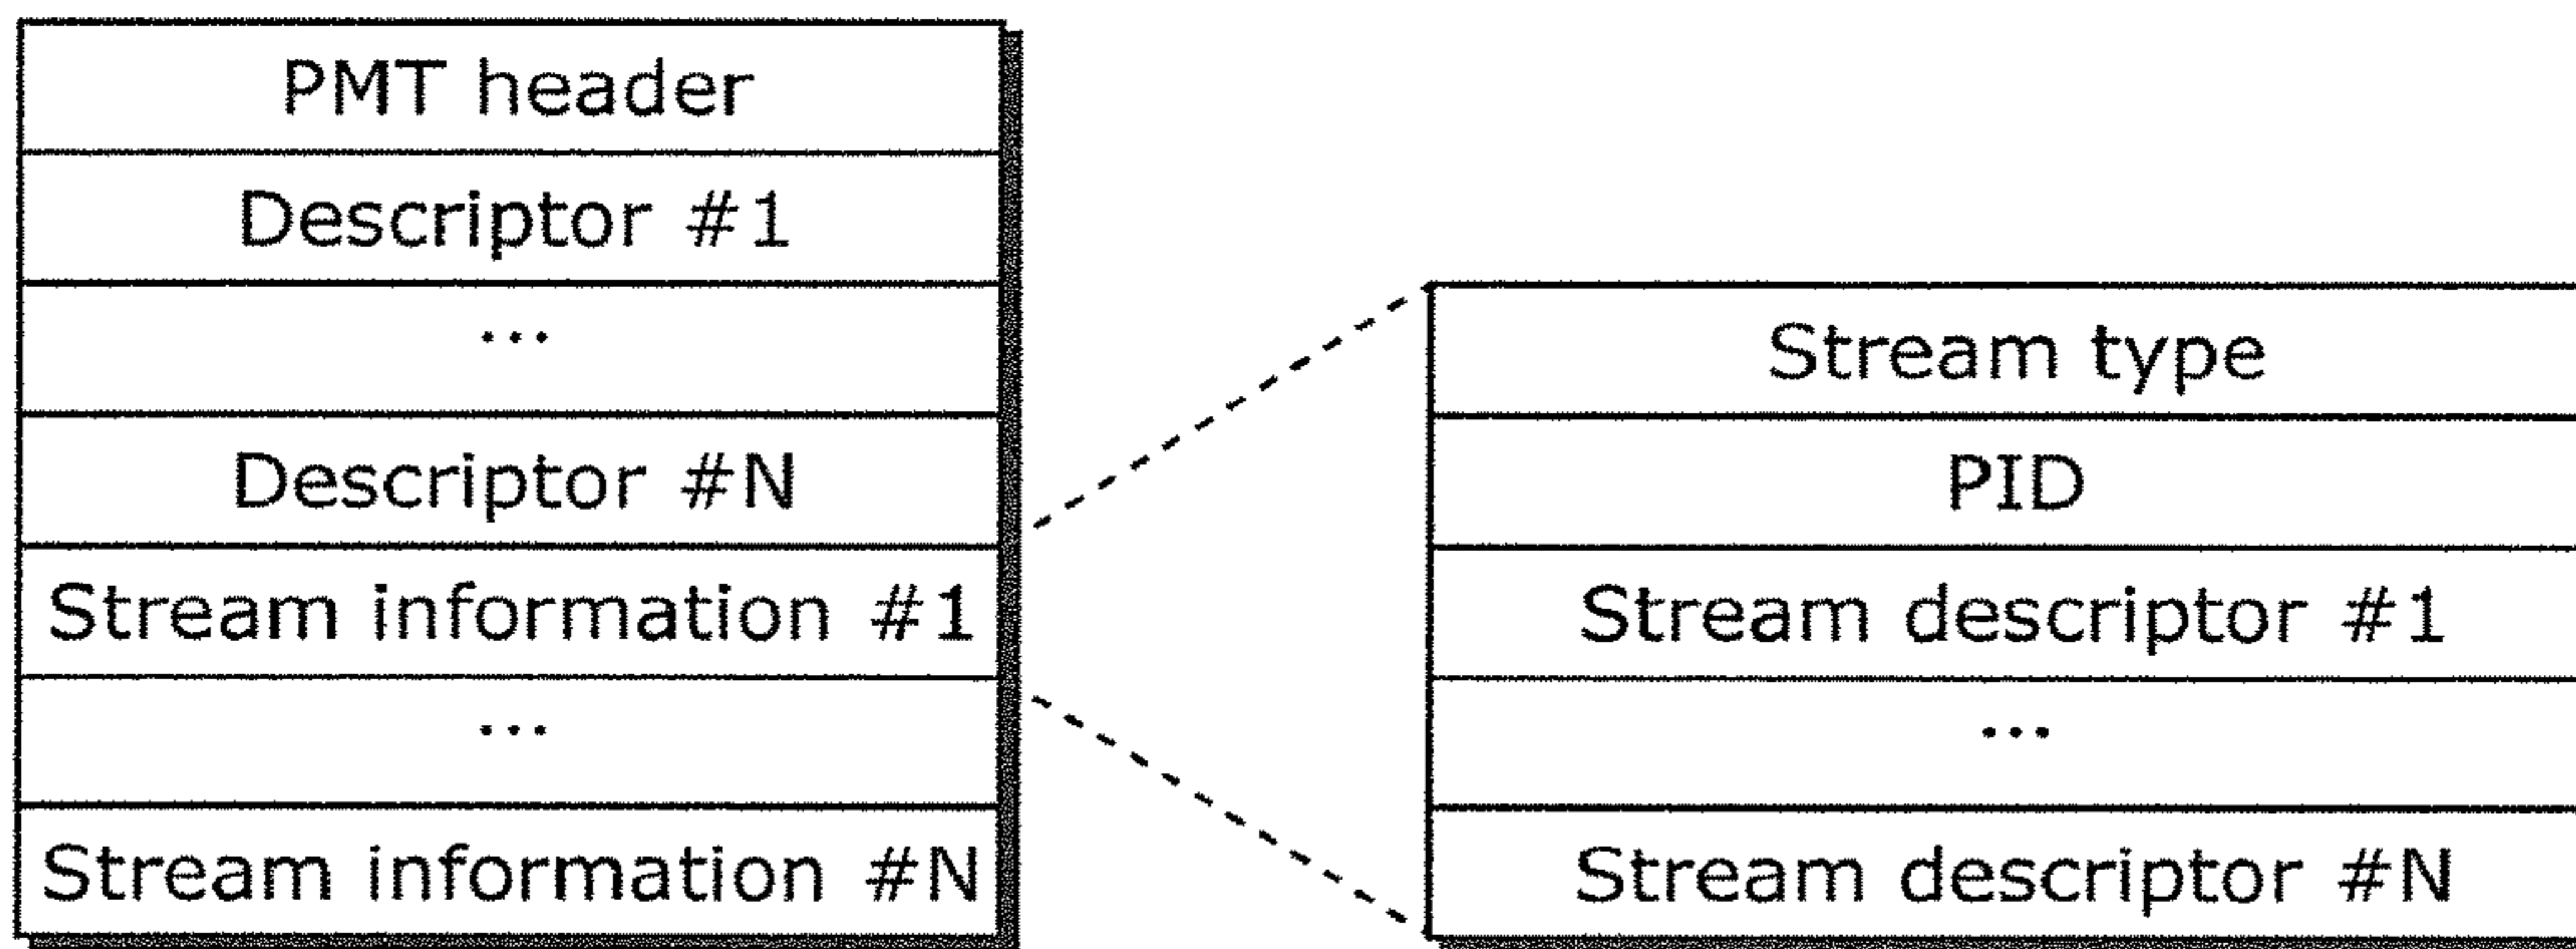 PMT header
Descriptor #1
...
Descriptor #N
Stream information #1
...
Stream information #N
Stream type
PID
Stream descriptor #1
...
Stream descriptor #N